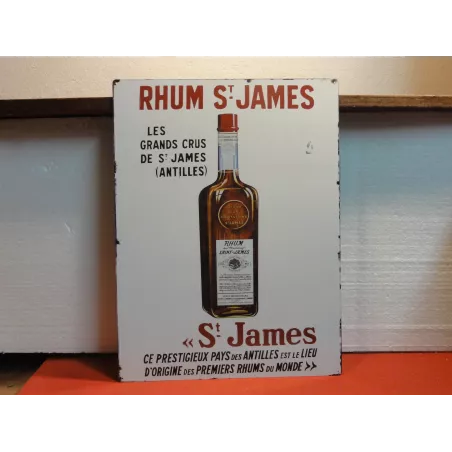 RHUM ST JAMES
LES
GRANDS CRUS
DE ST JAMES
(ANTILLES)
RHUM
SAINT-JAMES
« St James
CE PRESTIGIEUX PAYS DES ANTILLES EST LE LIEU
D'ORIGINE DES PREMIERS RHUMS DU MONDE »